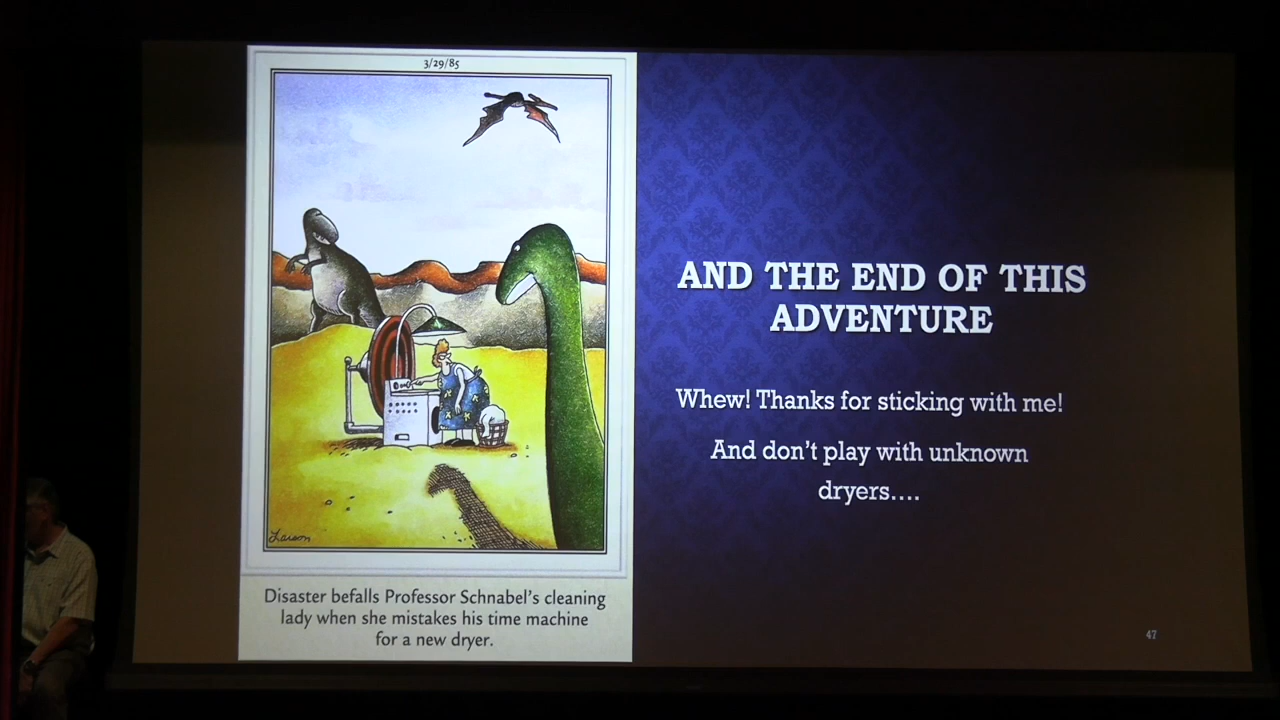 3/29/85
Larson
Disaster befalls Professor Schnabel's cleaning
lady when she mistakes his time machine
for a new dryer.
AND THE END OF THIS
ADVENTURE
Whew! Thanks for sticking with me!
And don't play with unknown
dryers....
47